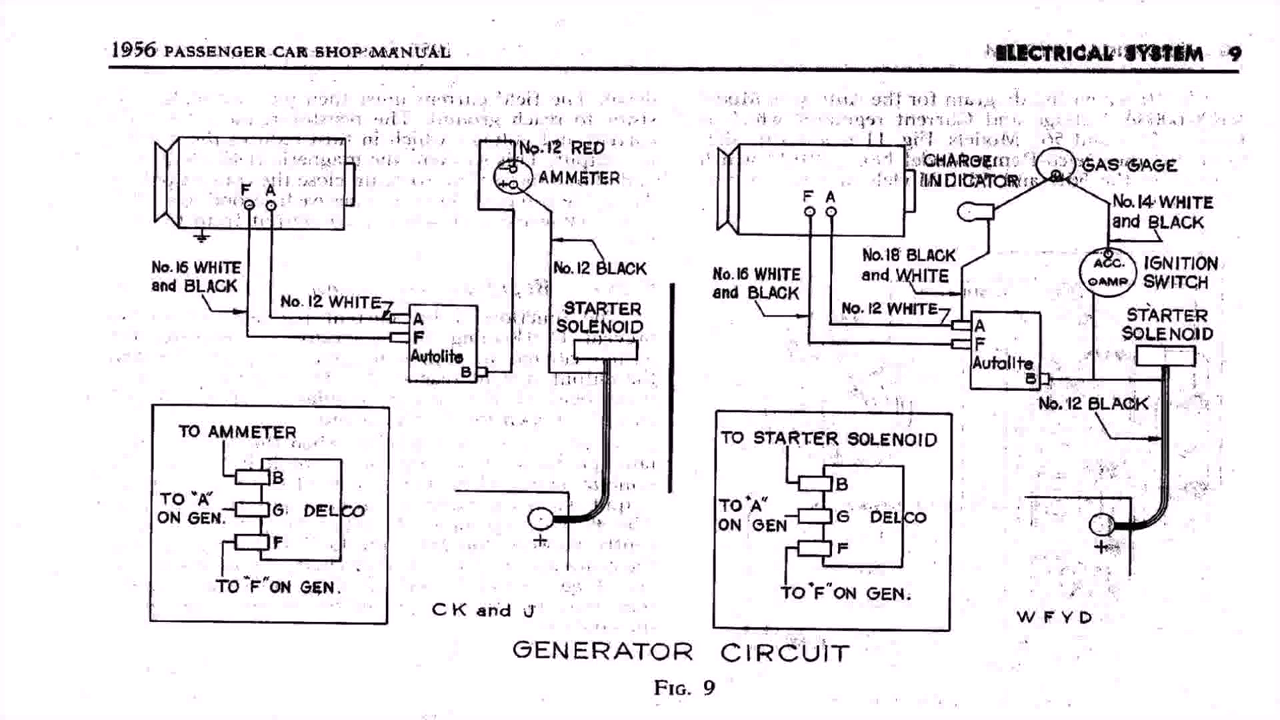 1956 PASSENGER CAR SHOP MANUAL
ELECTRICAL SYSTEM 9
No. 12 RED
AMMETER
+
F A
No. 16 WHITE
and BLACK
No. 12 WHITE
No. 12 BLACK
STARTER
SOLENOID
A
F
Autolite
B
TO AMMETER
B
TO "A"
ON GEN.
G DELCO
F
TO "F" ON GEN.
+
CK and J
CHARGE
INDICATOR
GAS GAGE
F A
No. 14 WHITE
and BLACK
No. 18 BLACK
and WHITE
ACC.
AMP.
IGNITION
SWITCH
No. 16 WHITE
and BLACK
No. 12 WHITE
STARTER
SOLENOID
A
F
Autolite
B
No. 12 BLACK
TO STARTER SOLENOID
B
TO "A"
ON GEN
G DELCO
F
TO "F" ON GEN.
+
WFYD
GENERATOR CIRCUIT
FIG. 9